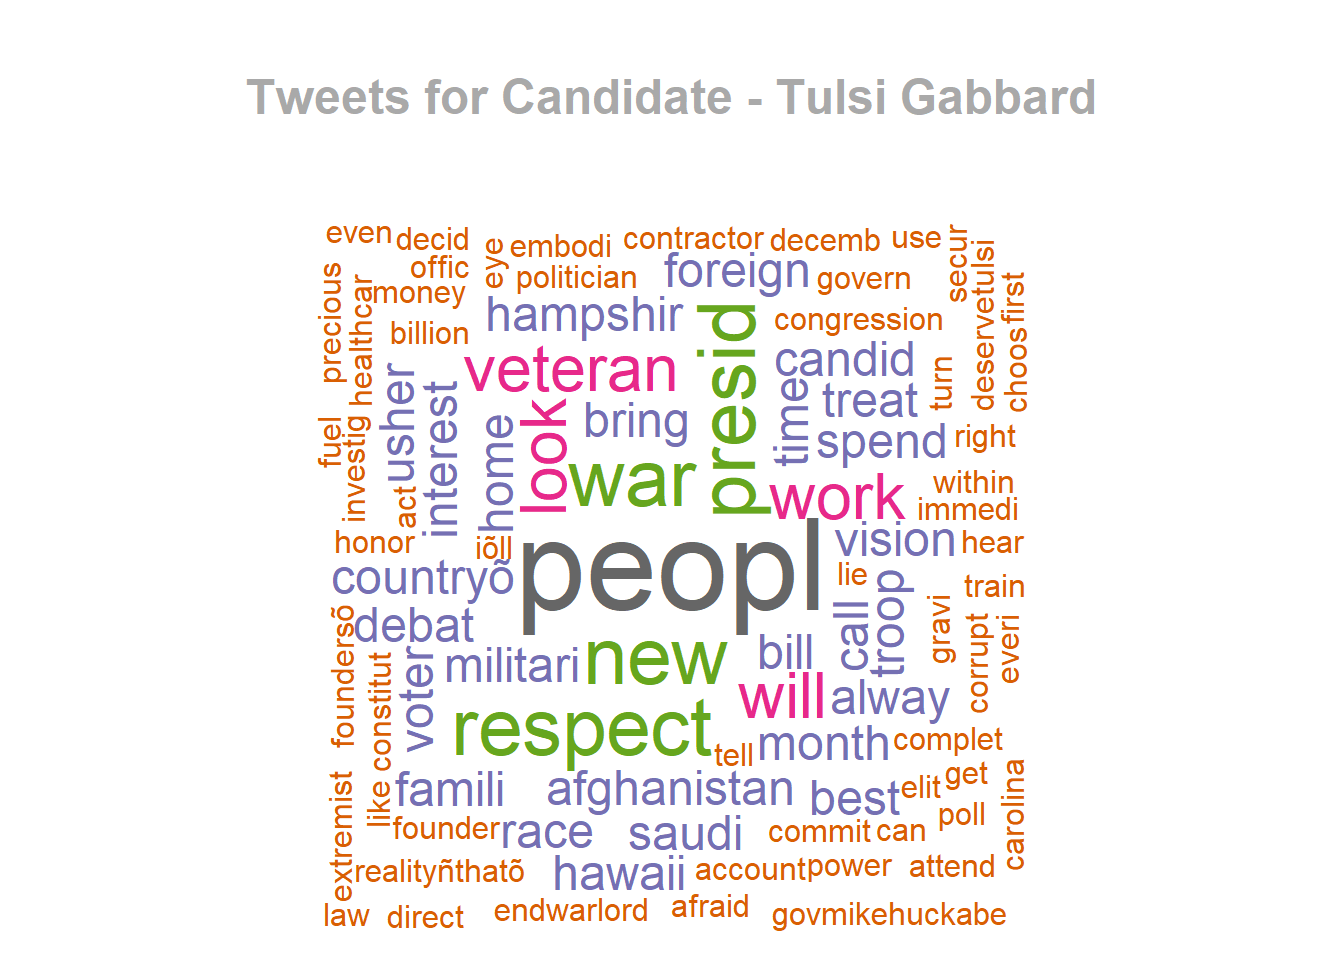 Tweets for Candidate - Tulsi Gabbard
even
decid
eye
embodi
contractor
decemb
use
secur
deservetulsi
offic
politician
foreign
govern
first
precious
healthcar
money
hampshir
presid
congression
billion
veteran
candid
turn
choos
usher
interest
look
bring
time
treat
fuel
investig
home
spend
right
act
war
work
within
immedi
honor
iõll
peopl
vision
hear
countryõ
lie
train
foundersõ
debat
call
troop
gravi
corrupt
everi
constitut
voter
militari
new
bill
will
alway
respect
tell
month
complet
like
famili
afghanistan
best
elit
get
carolina
extremist
founder
race
saudi
commit
can
poll
realityñthatõ
hawaii
account
power
attend
law
direct
endwarlord
afraid
govmikehuckabe